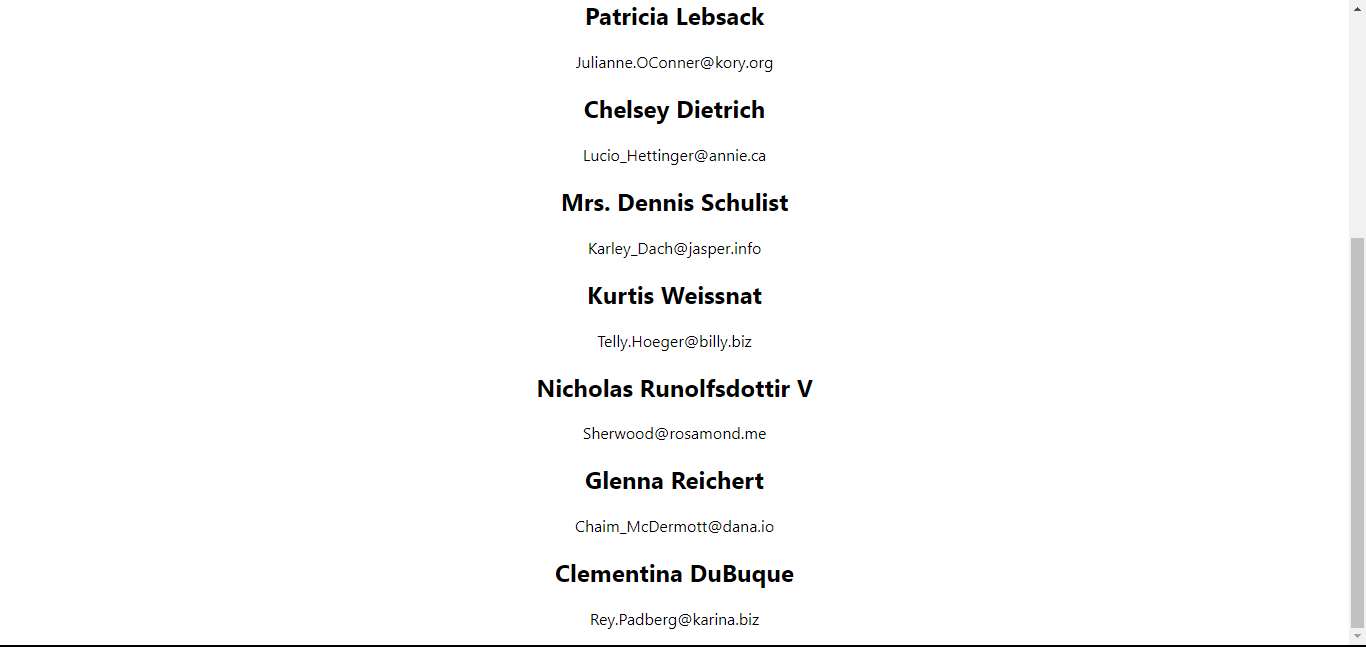 Patricia Lebsack
Julianne.OConner@kory.org
Chelsey Dietrich
Lucio_Hettinger@annie.ca
Mrs. Dennis Schulist
Karley_Dach@jasper.info
Kurtis Weissnat
Telly.Hoeger@billy.biz
Nicholas Runolfsdottir V
Sherwood@rosamond.me
Glenna Reichert
Chaim_McDermott@dana.io
Clementina DuBuque
Rey.Padberg@karina.biz